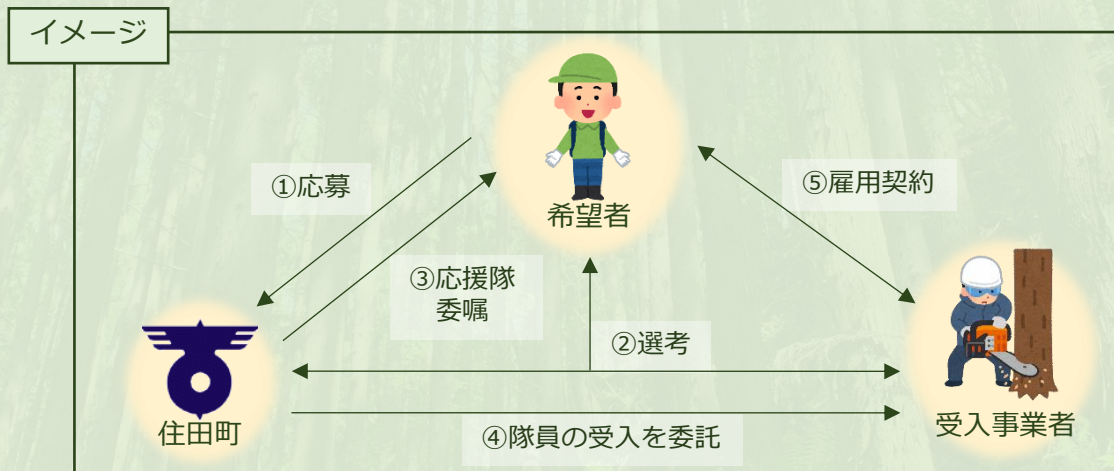 イメージ
①応募
希望者
⑤雇用契約
③応援隊
委嘱
②選考
住田町
④隊員の受入を委託
受入事業者